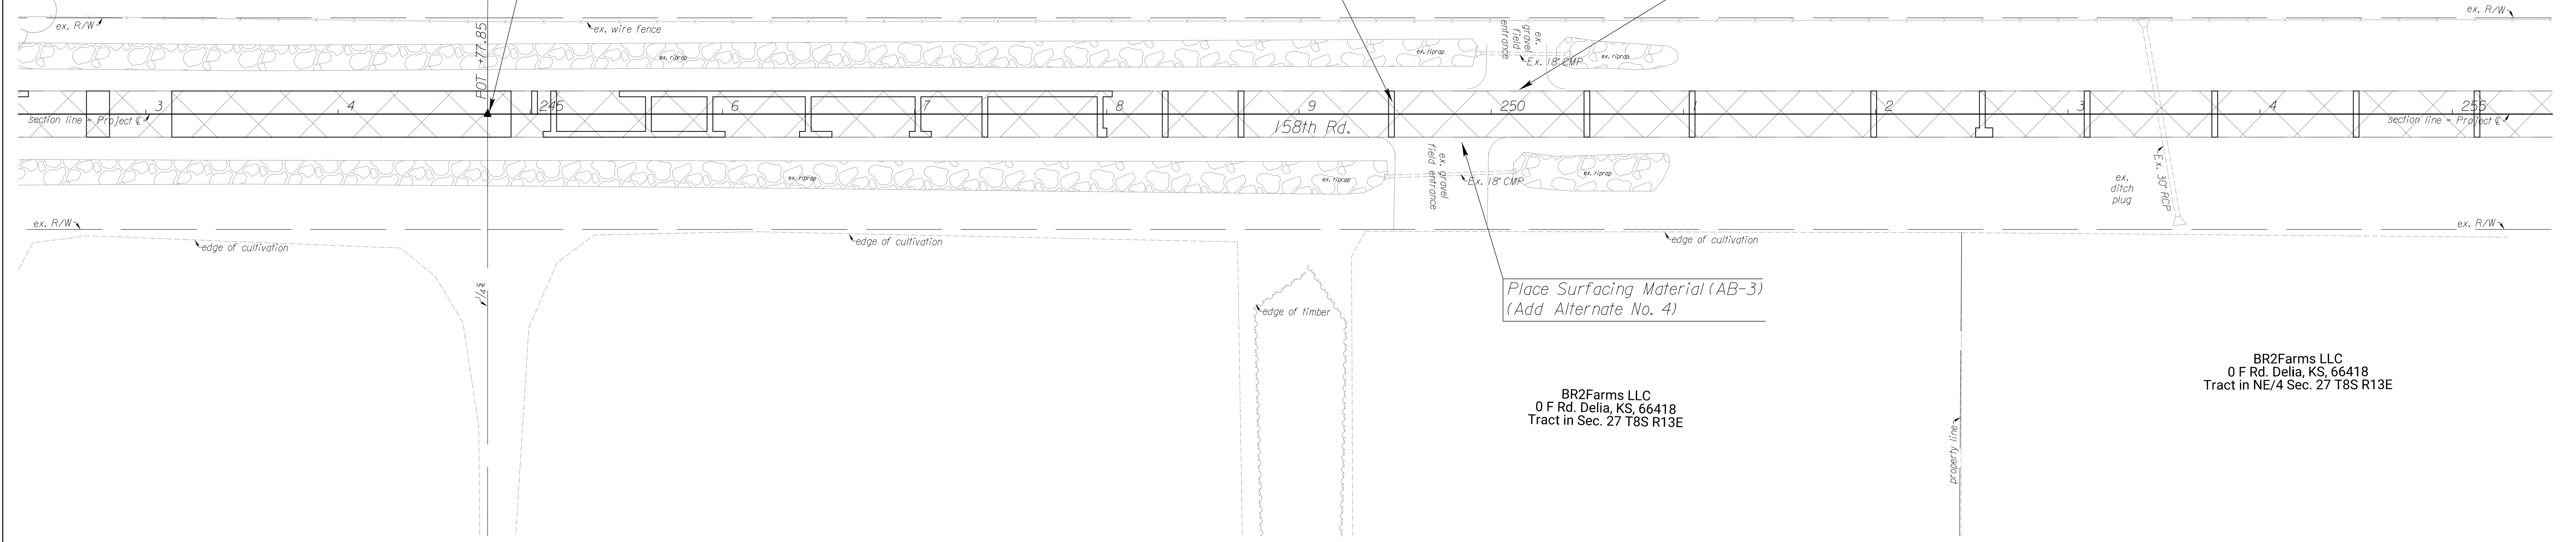 ex. R/W
ex. R/W
ex. wire fence
POT +77.85
ex. gravel
field
entrance
ex. riprap
ex. riprap
ex. riprap
Ex. 18" CMP
3
4
245
6
7
8
9
250
1
2
3
4
255
section line = Project ℄
158th Rd.
section line = Project ℄
ex. riprap
ex. riprap
ex. riprap
ex. gravel
field entrance
Ex. 18" CMP
Ex. 30" RCP
ex.
ditch
plug
ex. R/W
ex. R/W
edge of cultivation
edge of cultivation
edge of cultivation
1/4 ℄
edge of timber
Place Surfacing Material (AB-3)
(Add Alternate No. 4)
BR2Farms LLC
0 F Rd. Delia, KS, 66418
Tract in Sec. 27 T8S R13E
property line
BR2Farms LLC
0 F Rd. Delia, KS, 66418
Tract in NE/4 Sec. 27 T8S R13E